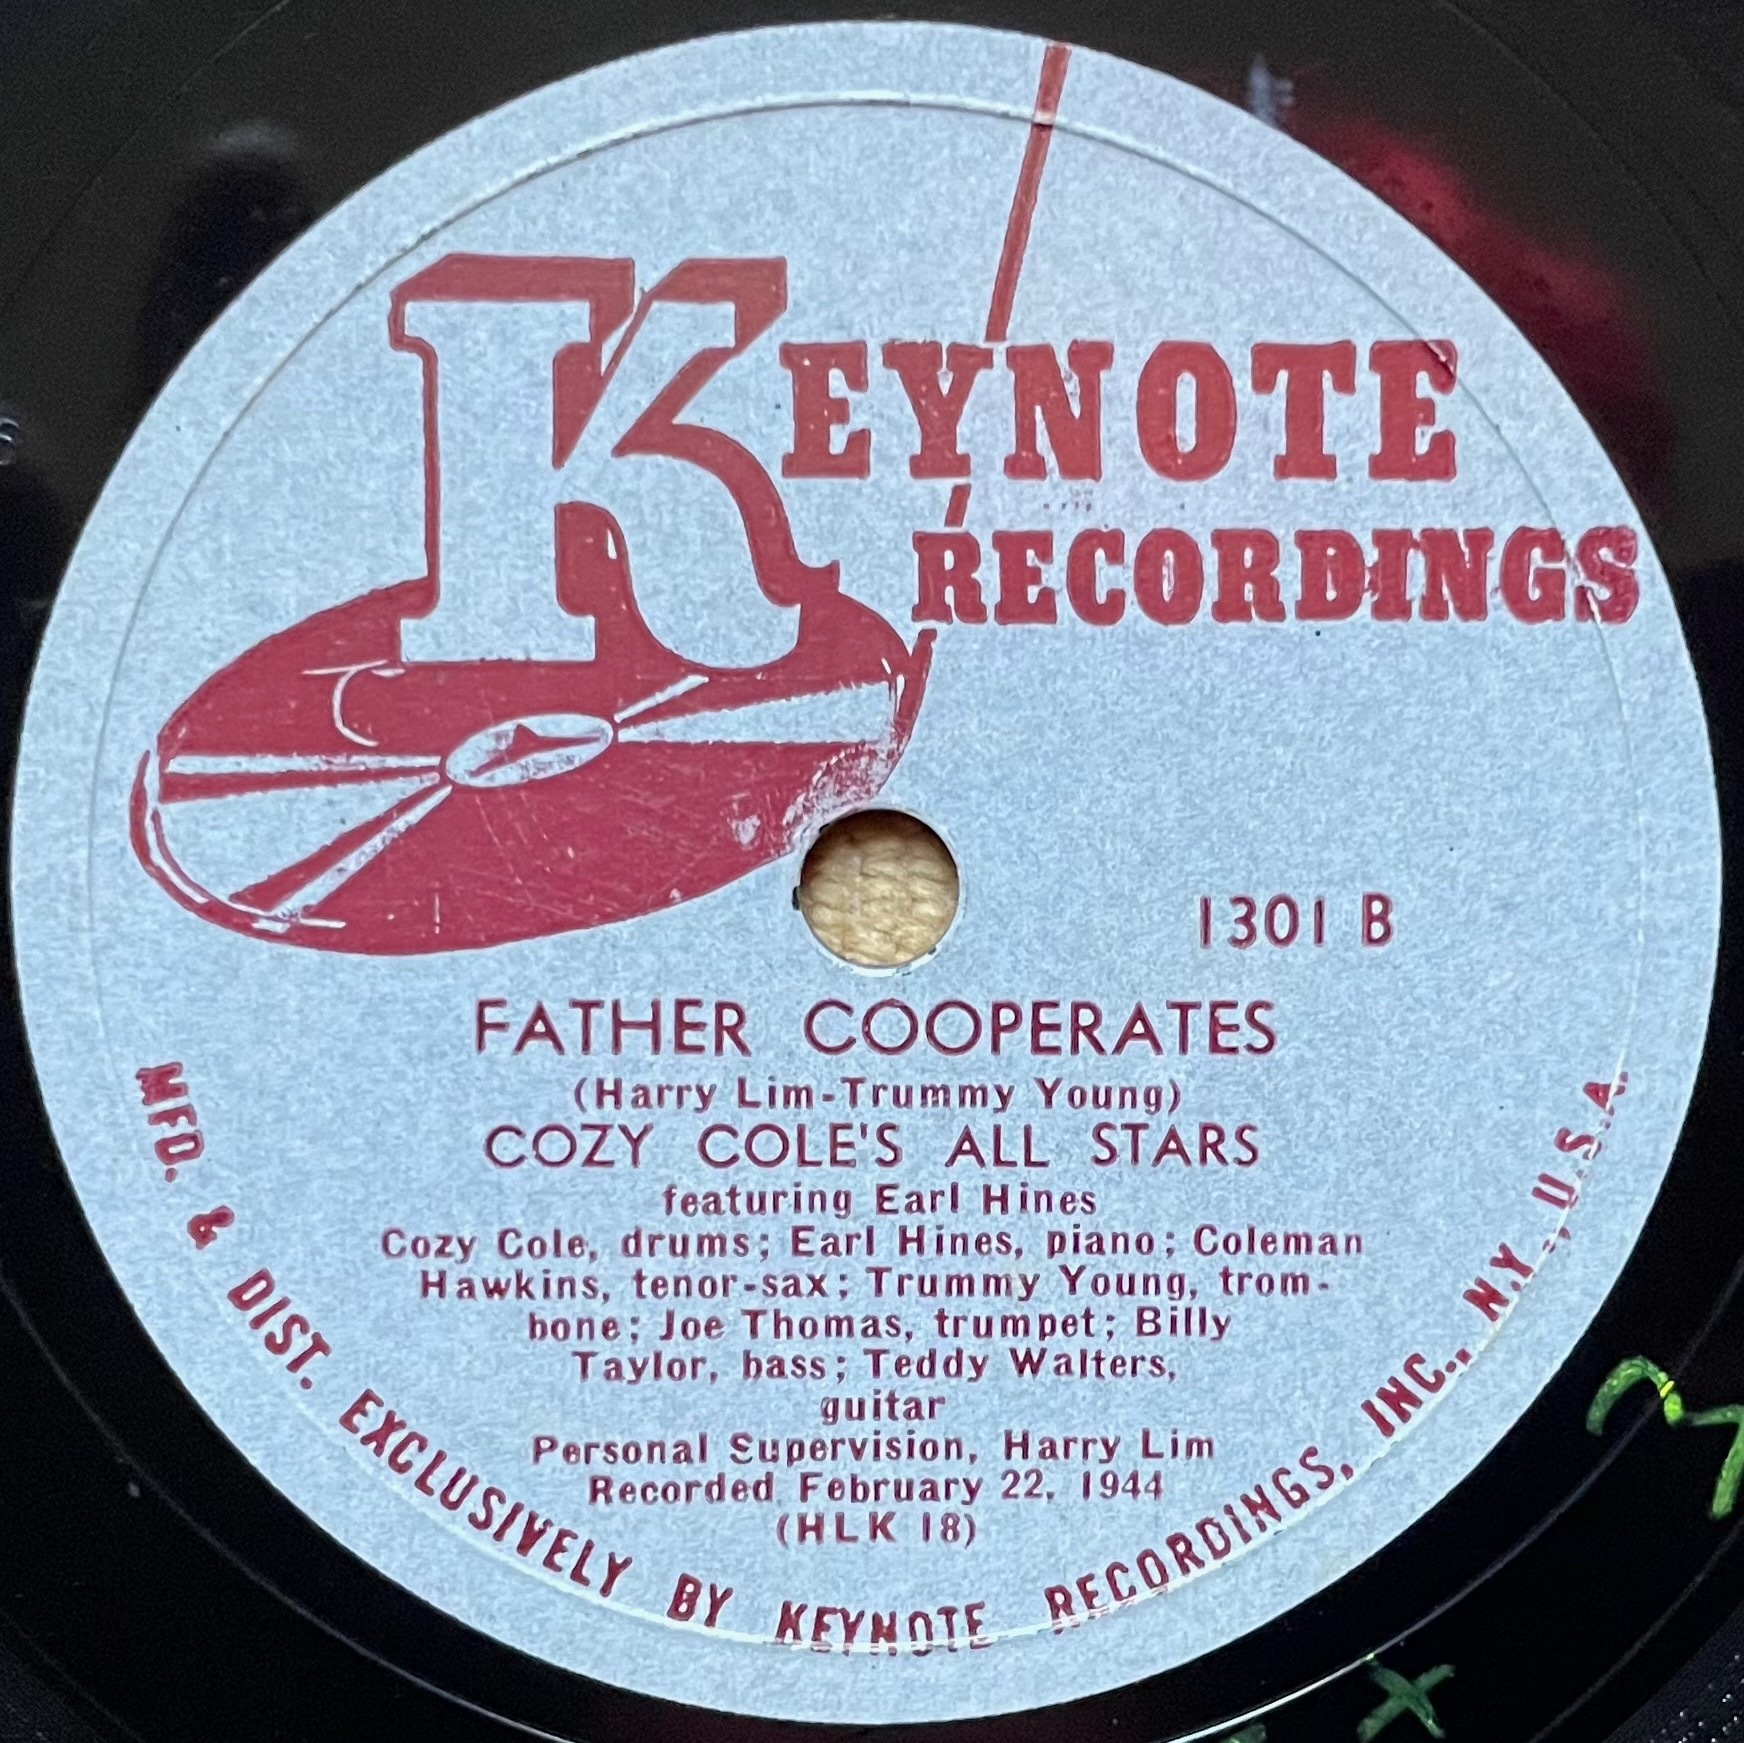 KEYNOTE
RECORDINGS
1301 B
FATHER COOPERATES
(Harry Lim-Trummy Young)
COZY COLE'S ALL STARS
featuring Earl Hines
Cozy Cole, drums; Earl Hines, piano; Coleman
Hawkins, tenor-sax; Trummy Young, trom-
bone; Joe Thomas, trumpet; Billy
Taylor, bass; Teddy Walters,
guitar
Personal Supervision, Harry Lim
Recorded February 22, 1944
(HLK 18)
MFD. & DIST. EXCLUSIVELY BY KEYNOTE RECORDINGS, INC., N.Y., U.S.A.